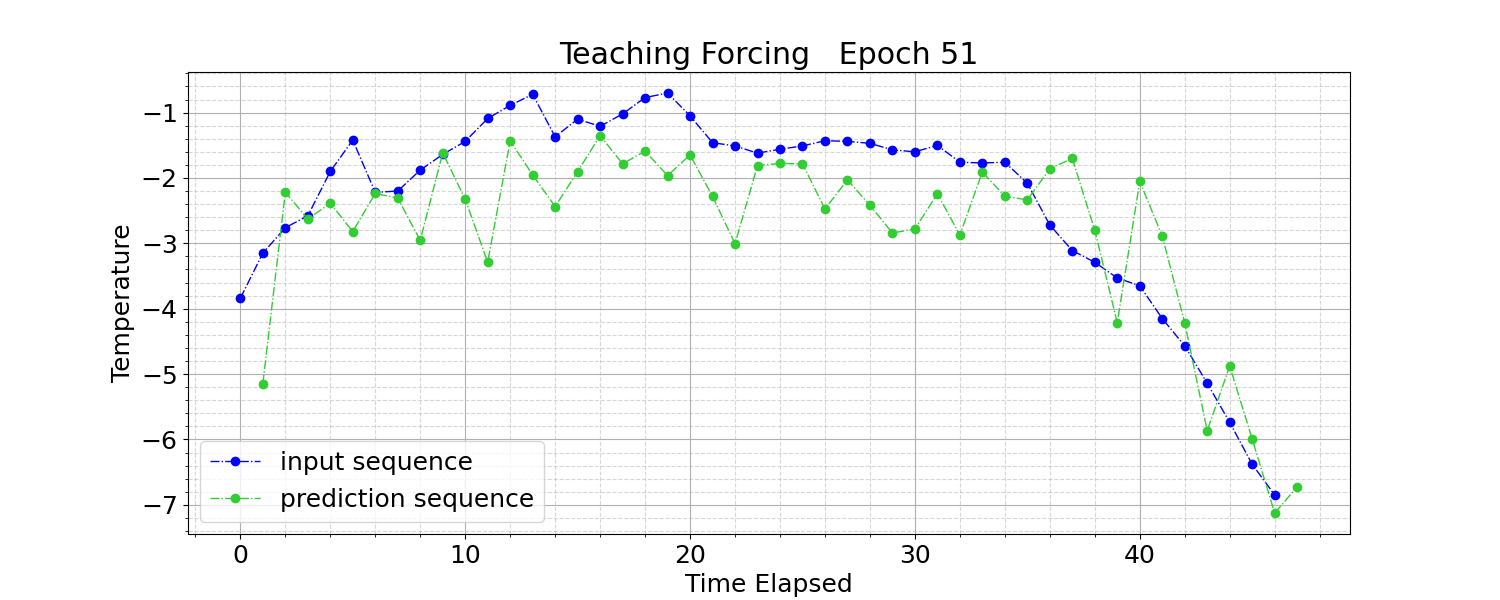 Teaching Forcing   Epoch 51
Temperature
−1
−2
−3
−4
−5
−6
−7
input sequence
prediction sequence
0 10 20 30 40
Time Elapsed